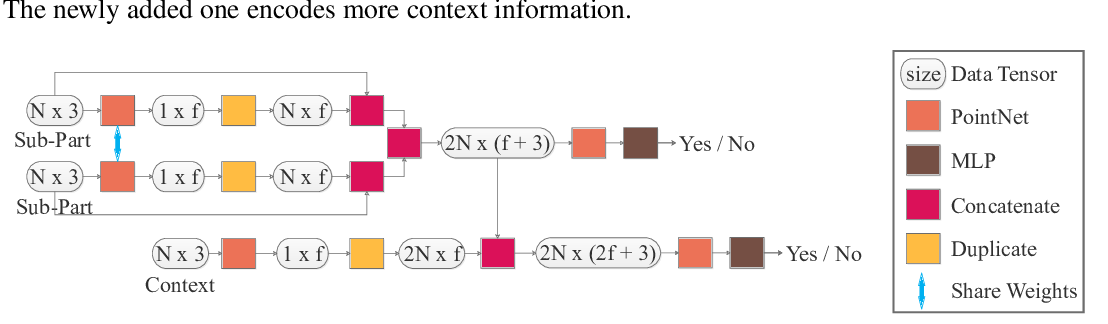 The newly added one encodes more context information.
N x 3
1 x f
N x f
Sub-Part
2N x (f + 3)
Yes / No
N x 3
1 x f
N x f
Sub-Part
N x 3
1 x f
2N x f
2N x (2f + 3)
Yes / No
Context
size Data Tensor
PointNet
MLP
Concatenate
Duplicate
Share Weights